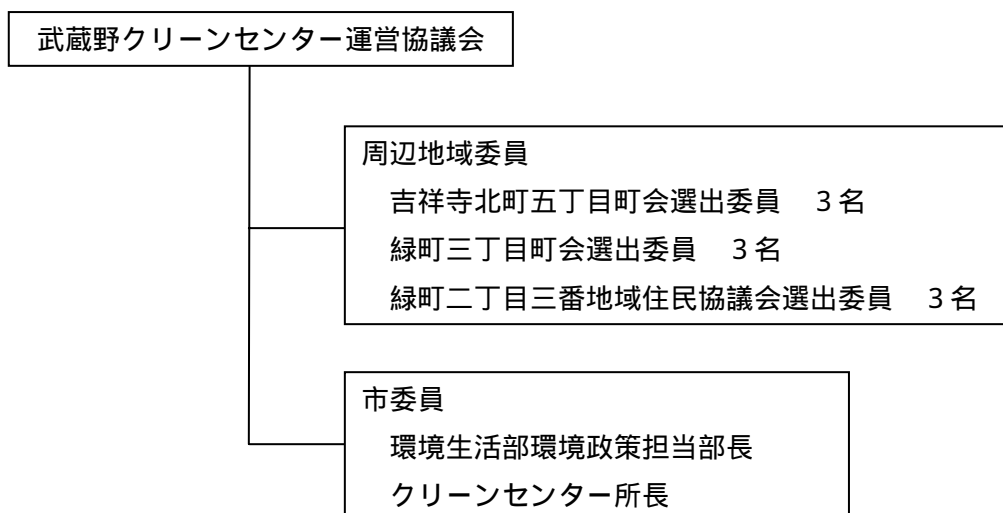 武蔵野クリーンセンター運営協議会
周辺地域委員
吉祥寺北町五丁目町会選出委員　３名
緑町三丁目町会選出委員　３名
緑町二丁目三番地域住民協議会選出委員　３名
市委員
環境生活部環境政策担当部長
クリーンセンター所長